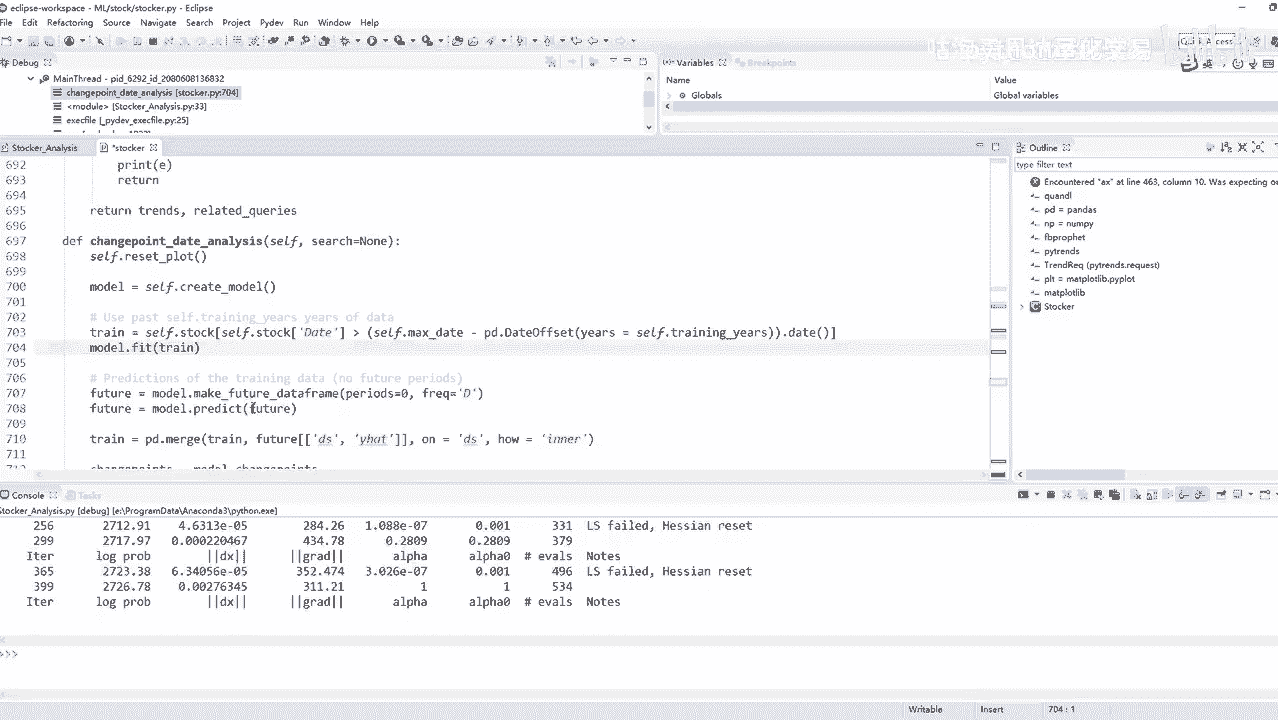 eclipse-workspace - ML/stock/stocker.py - Eclipse
File Edit Refactoring Source Navigate Search Project Pydev Run Window Help
Debug
Variables Breakpoints
MainThread - pid_6292_id_2080608136832
changepoint_date_analysis [stocker.py:704]
<module> [Stocker_Analysis.py:33]
execfile [_pydev_execfile.py:25]
Name Value
Globals Global variables
Stocker_Analysis *stocker
692 print(e)
693 return
694
695 return trends, related_queries
696
697 def changepoint_date_analysis(self, search=None):
698 self.reset_plot()
699
700 model = self.create_model()
701
702 # Use past self.training_years years of data
703 train = self.stock[self.stock['Date'] > (self.max_date - pd.DateOffset(years = self.training_years)).date()]
704 model.fit(train)
705
706 # Predictions of the training data (no future periods)
707 future = model.make_future_dataframe(periods=0, freq='D')
708 future = model.predict(future)
709
710 train = pd.merge(train, future[['ds', 'yhat']], on = 'ds', how = 'inner')
711
changepoints = model.changepoints
Outline
type filter text
Encountered "ax" at line 463, column 10. Was expecting
quandl
pd = pandas
np = numpy
fbprophet
pytrends
TrendReq (pytrends.request)
plt = matplotlib.pyplot
matplotlib
Stocker
Console Tasks
Stocker_Analysis.py [debug] [e:\ProgramData\Anaconda3\python.exe]
256 2712.91 4.6313e-05 284.26 1.088e-07 0.001 331 LS failed, Hessian reset
299 2717.97 0.000220467 434.78 0.2809 0.2809 379
Iter log prob ||dx|| ||grad|| alpha alpha0 # evals Notes
365 2723.38 6.34056e-05 352.474 3.026e-07 0.001 496 LS failed, Hessian reset
399 2726.78 0.00276345 311.21 1 1 534
Iter log prob ||dx|| ||grad|| alpha alpha0 # evals Notes
>>>
Writable Insert 704 : 1